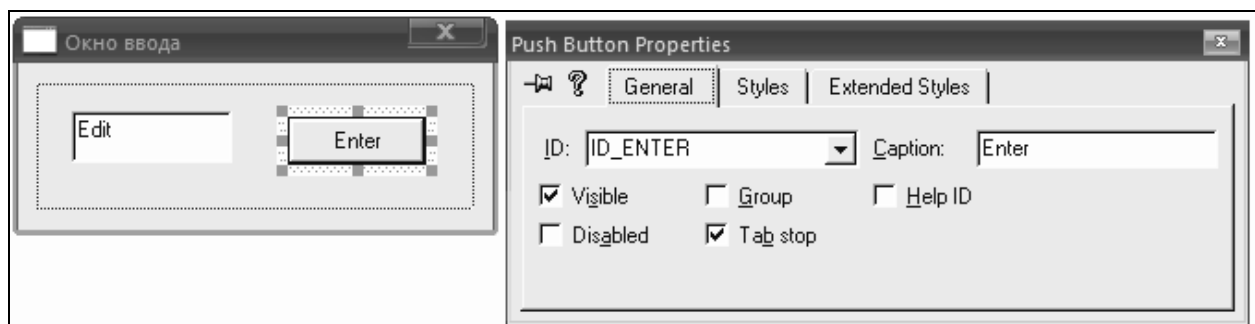 Окно ввода
Edit
Enter
Push Button Properties
General Styles Extended Styles
ID: ID_ENTER Caption: Enter
Visible Group Help ID
Disabled Tab stop